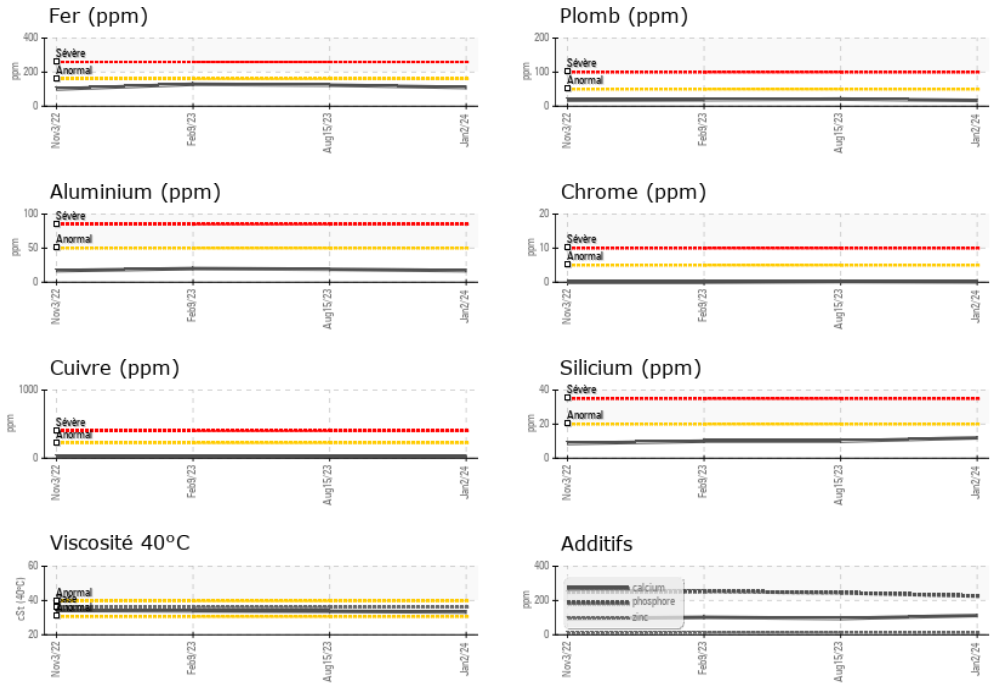 Fer (ppm)
400
200
0
ppm
Sévère
Anormal
Nov3/22
Feb9/23
Aug15/23
Jan2/24
Plomb (ppm)
200
100
0
ppm
Sévère
Anormal
Nov3/22
Feb9/23
Aug15/23
Jan2/24
Aluminium (ppm)
100
50
0
ppm
Sévère
Anormal
Nov3/22
Feb9/23
Aug15/23
Jan2/24
Chrome (ppm)
20
10
0
ppm
Sévère
Anormal
Nov3/22
Feb9/23
Aug15/23
Jan2/24
Cuivre (ppm)
1000
0
ppm
Sévère
Anormal
Nov3/22
Feb9/23
Aug15/23
Jan2/24
Silicium (ppm)
40
20
0
ppm
Sévère
Anormal
Nov3/22
Feb9/23
Aug15/23
Jan2/24
Viscosité 40°C
60
40
20
cSt (40°C)
Anormal
Base
Anormal
Nov3/22
Feb9/23
Aug15/23
Jan2/24
Additifs
400
200
0
ppm
calcium
phosphore
zinc
Nov3/22
Feb9/23
Aug15/23
Jan2/24